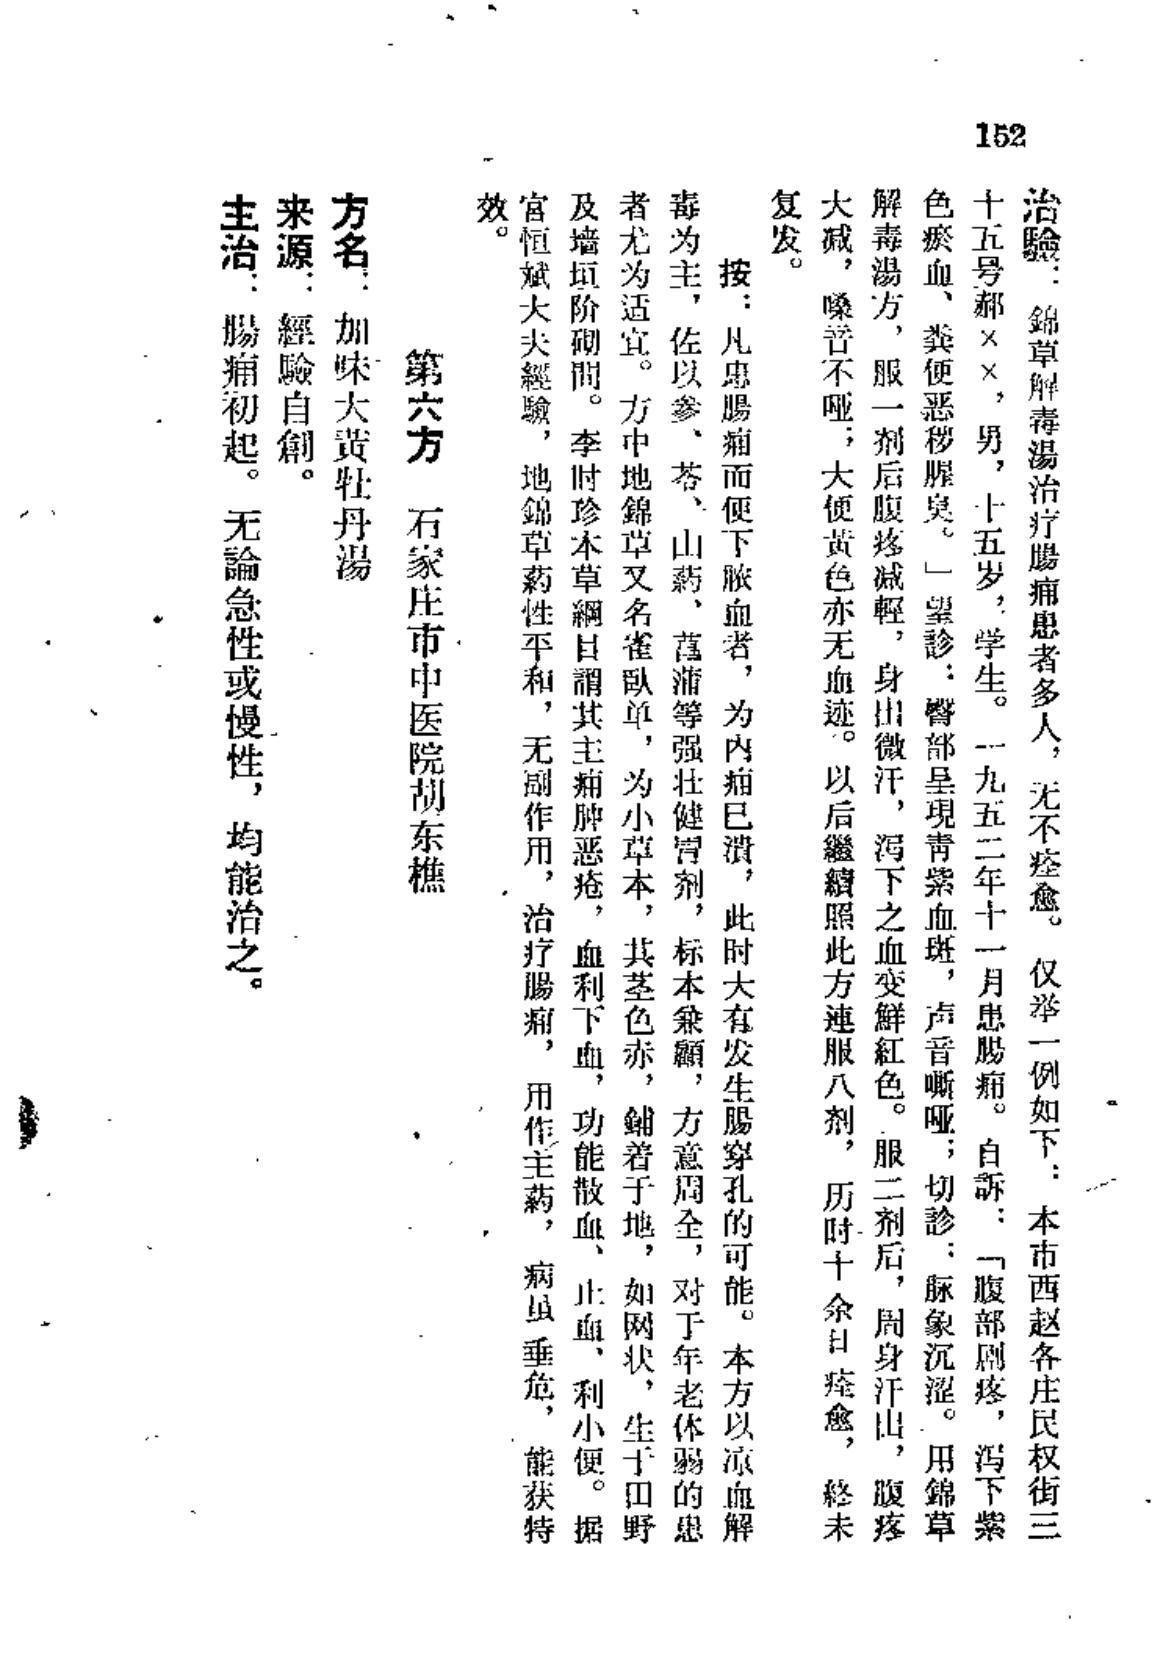 152
治驗：錦草解毒湯治疗腸痈患者多人，无不痊愈。仅举一例如下：本市西赵各庄民权街三
十五号郝××，男，十五岁，学生。一九五二年十一月患腸痈。自訴：「腹部剧疼，泻下紫
色瘀血、粪便恶秽腥臭。」望診：臀部呈現靑紫血斑，声音嘶哑；切診：脉象沉澀。用錦草
解毒湯方，服一剂后腹疼减輕，身出微汗，泻下之血变鮮紅色。服二剂后，周身汗出，腹疼
大减，嗓音不哑；大便黃色亦无血迹。以后繼續照此方連服八剂，历时十余日痊愈，終未
复发。
按：凡患腸痈而便下脓血者，为內痈已潰，此时大有发生腸穿孔的可能。本方以凉血解
毒为主，佐以参、苓、山葯、菖蒲等强壮健胃剂，标本兼顧，方意周全，对于年老体弱的患
者尤为适宜。方中地錦草又名雀臥单，为小草本，其茎色赤，鋪着于地，如网状，生于田野
及墙垣阶砌間。李时珍本草綱目謂其主痈肿恶疮，血利下血，功能散血、止血、利小便。据
宮恒斌大夫經驗，地錦草葯性平和，无副作用，治疗腸痈，用作主葯，病虽垂危，能获特
效。
第六方　石家庄市中医院胡东樵
方名：加味大黃牡丹湯
来源：經驗自創。
主治：腸痈初起。无論急性或慢性，均能治之。